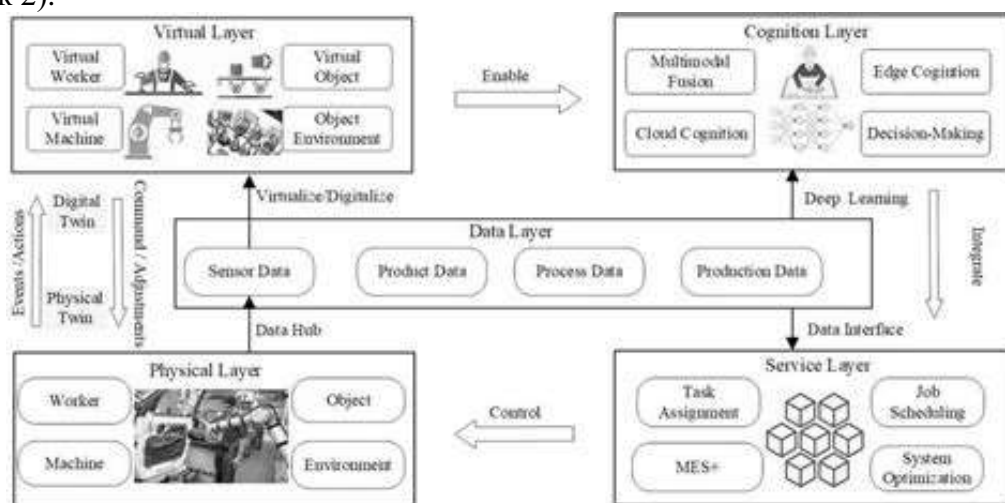 k 2).
Virtual Layer
Virtual
Worker
Virtual
Object
Virtual
Machine
Object
Environment
Enable
Cognition Layer
Multimodal
Fusion
Edge Cogintion
Cloud Cognition
Decision-Making
Events /Actions
Digital
Twin
Physical
Twin
Command / Adjustments
Virtualize/Digitalize
Deep Learning
Integrate
Data Layer
Sensor Data
Product Data
Process Data
Production Data
Data Hub
Data Interface
Physical Layer
Worker
Object
Machine
Environment
Control
Service Layer
Task
Assignment
Job
Scheduling
MES+
System
Optimization